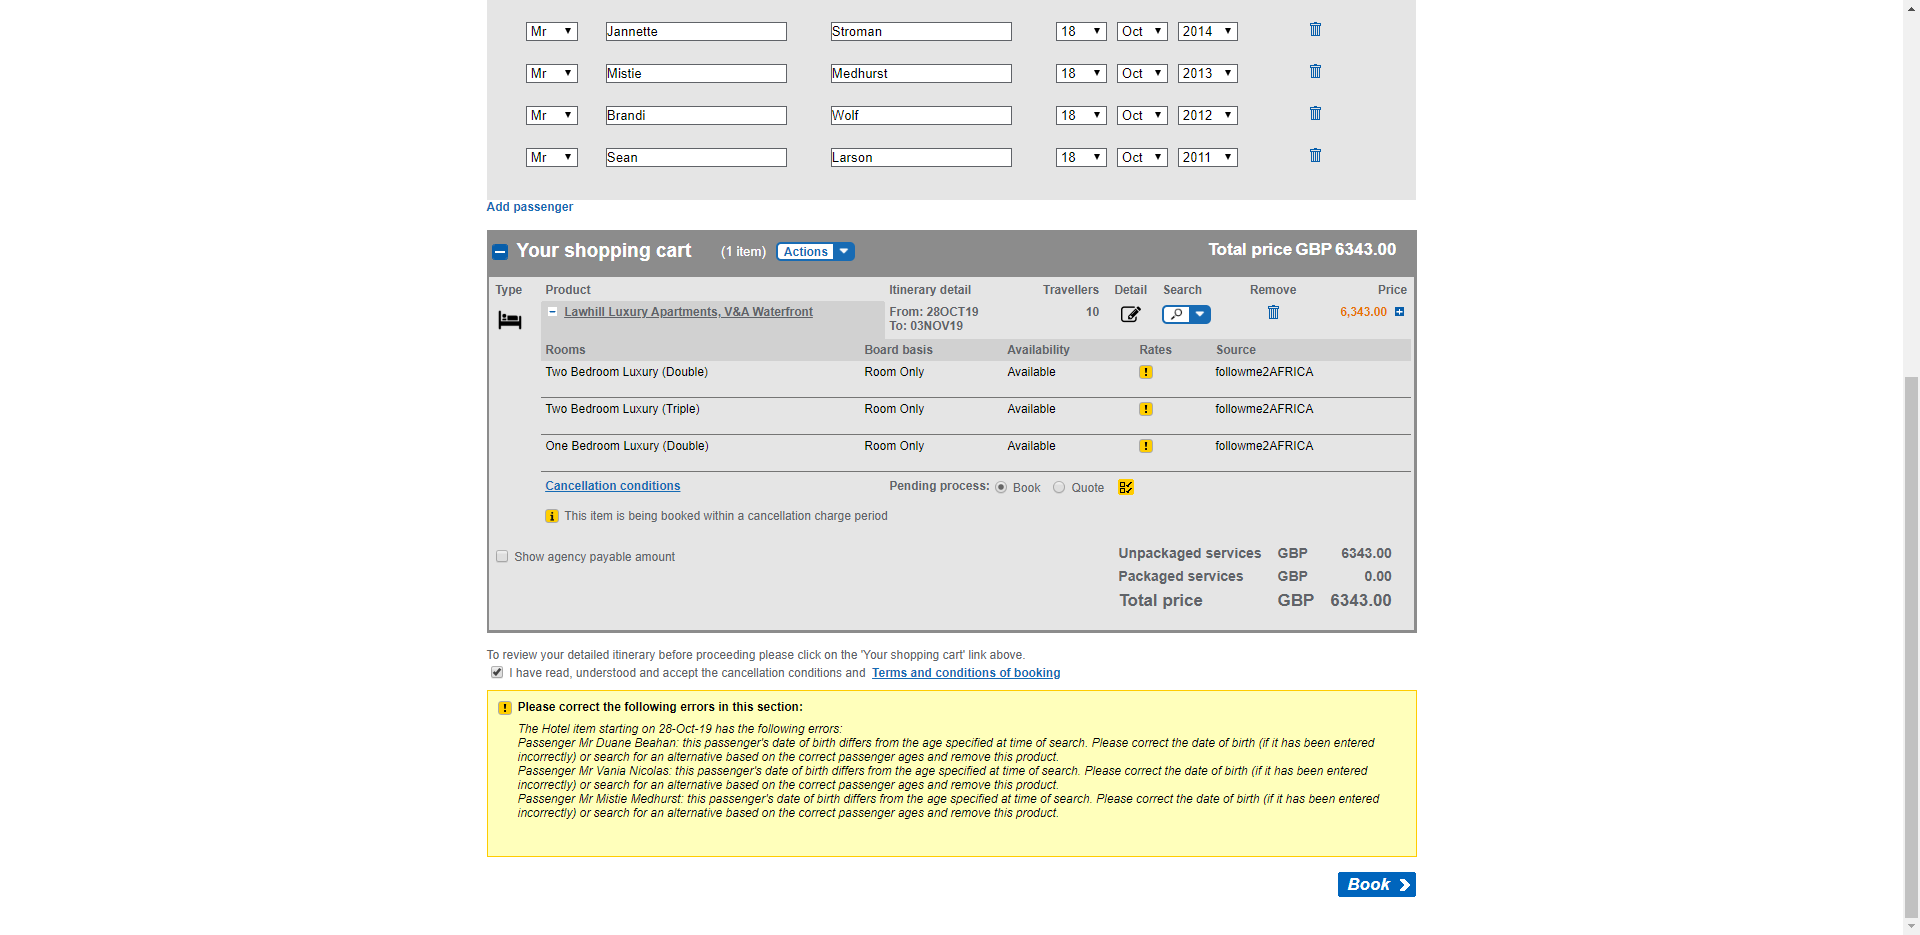 Mr Jannette Stroman 18 Oct 2014
Mr Mistie Medhurst 18 Oct 2013
Mr Brandi Wolf 18 Oct 2012
Mr Sean Larson 18 Oct 2011
Add passenger
Your shopping cart (1 item) Actions Total price GBP 6343.00
Type Product Itinerary detail Travellers Detail Search Remove Price
Lawhill Luxury Apartments, V&A Waterfront From: 28OCT19 10 6,343.00
To: 03NOV19
Rooms Board basis Availability Rates Source
Two Bedroom Luxury (Double) Room Only Available followme2AFRICA
Two Bedroom Luxury (Triple) Room Only Available followme2AFRICA
One Bedroom Luxury (Double) Room Only Available followme2AFRICA
Cancellation conditions Pending process: Book Quote
This item is being booked within a cancellation charge period
Show agency payable amount
Unpackaged services GBP 6343.00
Packaged services GBP 0.00
Total price GBP 6343.00
To review your detailed itinerary before proceeding please click on the 'Your shopping cart' link above.
I have read, understood and accept the cancellation conditions and Terms and conditions of booking
Please correct the following errors in this section:
The Hotel item starting on 28-Oct-19 has the following errors:
Passenger Mr Duane Beahan: this passenger's date of birth differs from the age specified at time of search. Please correct the date of birth (if it has been entered
incorrectly) or search for an alternative based on the correct passenger ages and remove this product.
Passenger Mr Vania Nicolas: this passenger's date of birth differs from the age specified at time of search. Please correct the date of birth (if it has been entered
incorrectly) or search for an alternative based on the correct passenger ages and remove this product.
Passenger Mr Mistie Medhurst: this passenger's date of birth differs from the age specified at time of search. Please correct the date of birth (if it has been entered
incorrectly) or search for an alternative based on the correct passenger ages and remove this product.
Book